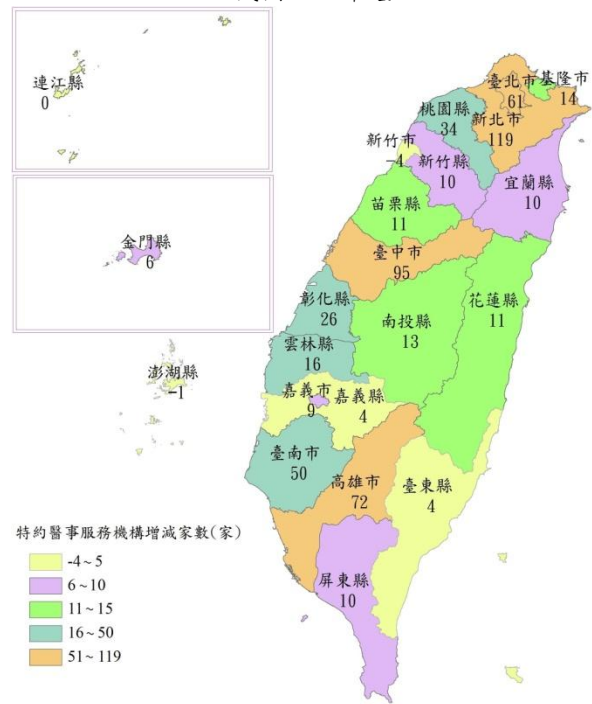 連江縣
0
臺北市
61
基隆市
14
桃園縣
34
新北市
119
新竹市
-4
新竹縣
10
宜蘭縣
10
苗栗縣
11
金門縣
6
臺中市
95
彰化縣
26
南投縣
13
花蓮縣
11
雲林縣
16
澎湖縣
-1
嘉義市
9
嘉義縣
4
臺南市
50
高雄市
72
臺東縣
4
屏東縣
10
特約醫事服務機構增減家數(家)
-4~5
6~10
11~15
16~50
51~119